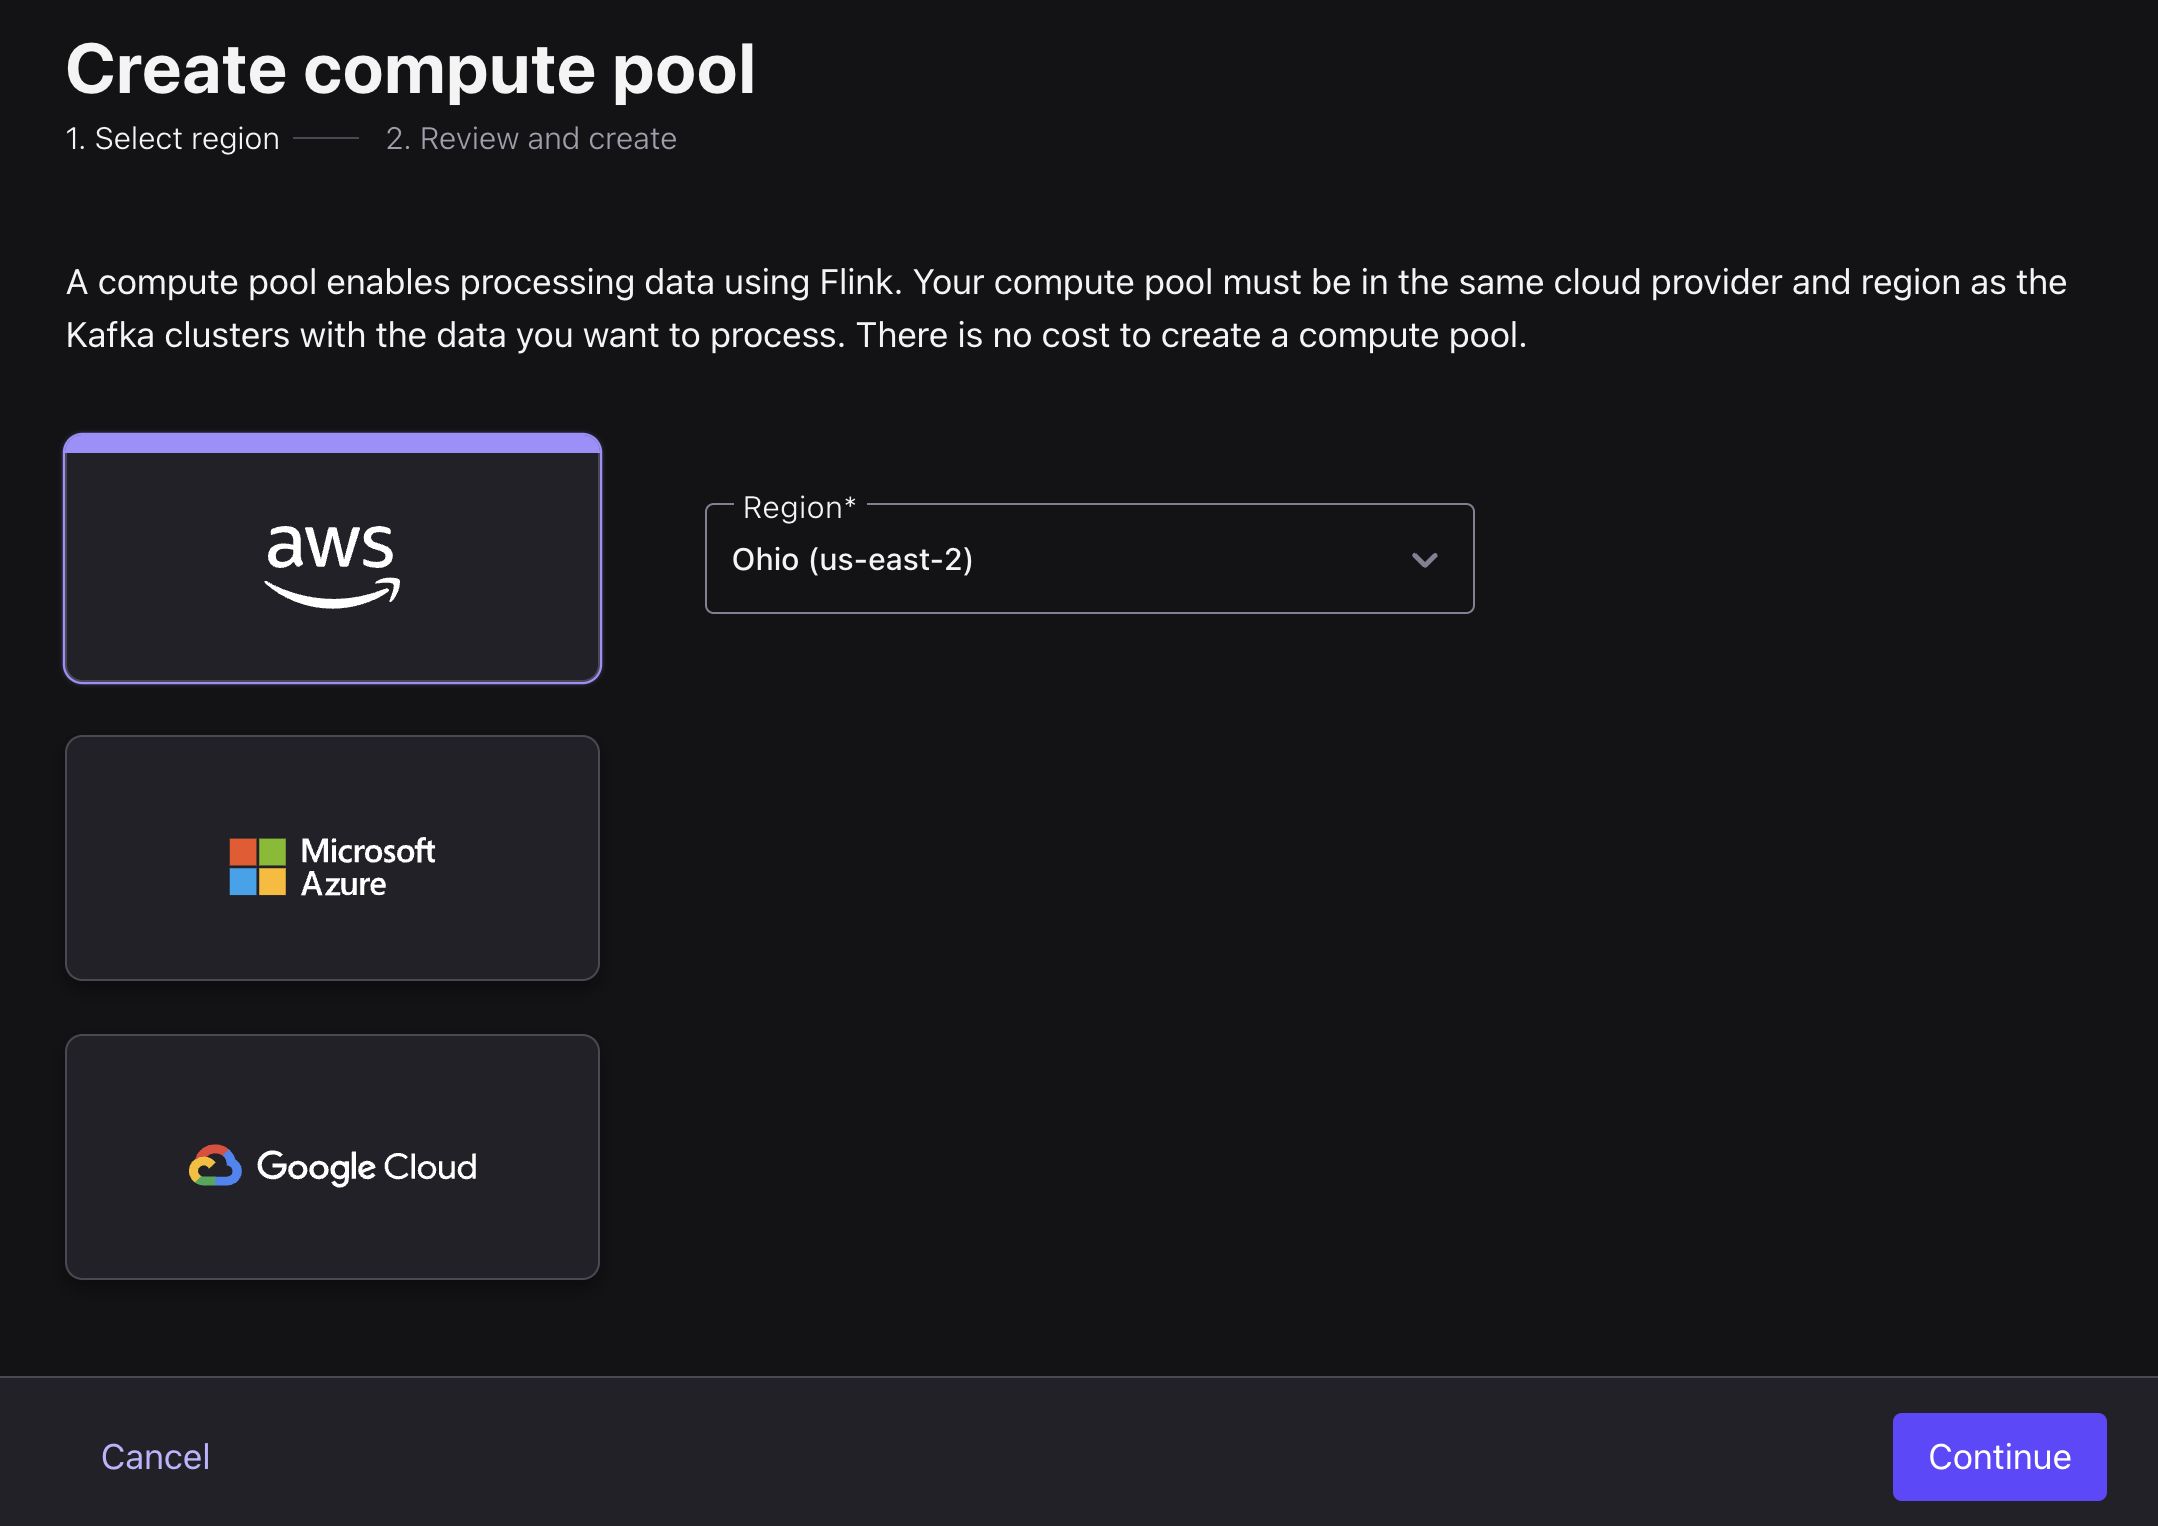 Create compute pool
1. Select region
2. Review and create
A compute pool enables processing data using Flink. Your compute pool must be in the same cloud provider and region as the
Kafka clusters with the data you want to process. There is no cost to create a compute pool.
aws
Region*
Ohio (us-east-2)
Microsoft
Azure
Google Cloud
Cancel
Continue